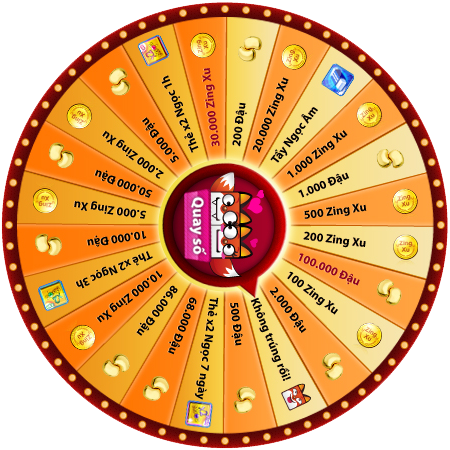 200 Đậu
20.000 Zing Xu
Tẩy Ngọc Ấm
1.000 Zing Xu
1.000 Đậu
500 Zing Xu
200 Zing Xu
100.000 Đậu
100 Zing Xu
2.000 Đậu
Không trúng rồi!
500 Đậu
Thẻ x2 Ngọc 7 ngày
68.000 Đậu
86.000 Đậu
10.000 Zing Xu
Thẻ x2 Ngọc 3h
10.000 Đậu
5.000 Zing Xu
50.000 Đậu
2.000 Zing Xu
5.000 Đậu
Thẻ x2 Ngọc 1h
30.000 Zing Xu
Quay số